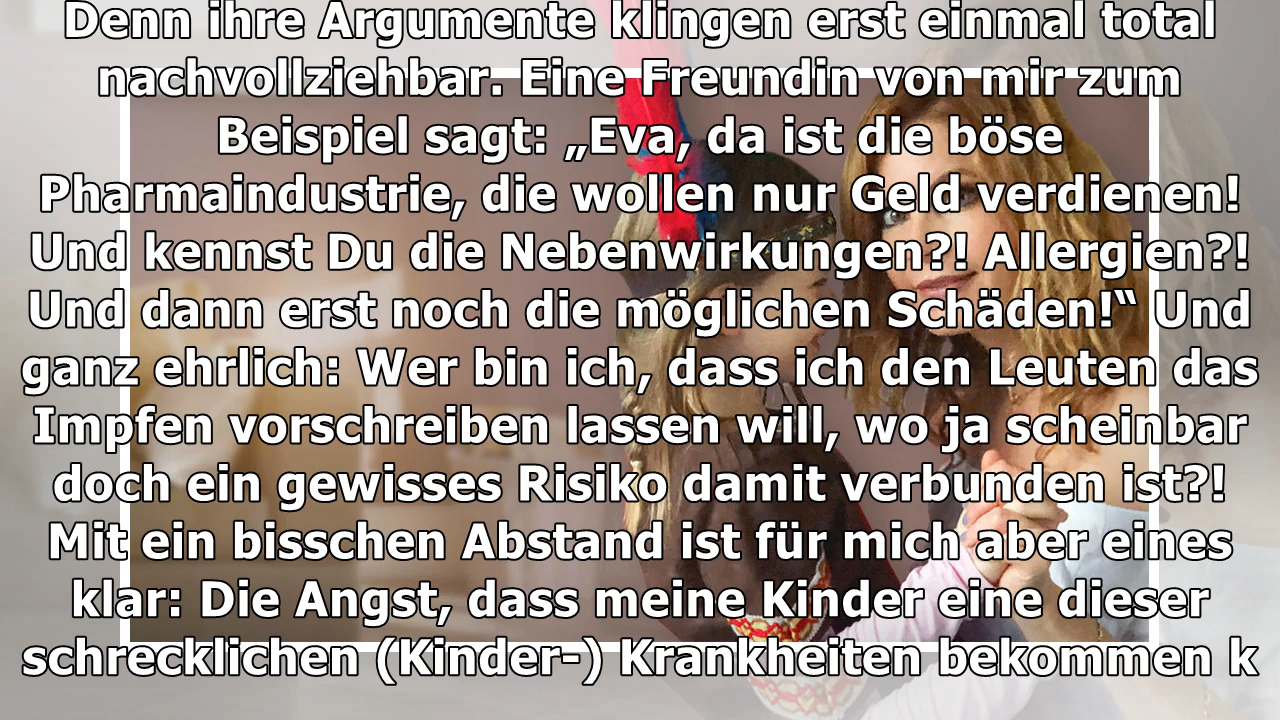 Denn ihre Argumente klingen erst einmal total
nachvollziehbar. Eine Freundin von mir zum
Beispiel sagt: „Eva, da ist die böse
Pharmaindustrie, die wollen nur Geld verdienen!
Und kennst Du die Nebenwirkungen?! Allergien?!
Und dann erst noch die möglichen Schäden!“ Und
ganz ehrlich: Wer bin ich, dass ich den Leuten das
Impfen vorschreiben lassen will, wo ja scheinbar
doch ein gewisses Risiko damit verbunden ist?!
Mit ein bisschen Abstand ist für mich aber eines
klar: Die Angst, dass meine Kinder eine dieser
schrecklichen (Kinder-) Krankheiten bekommen k